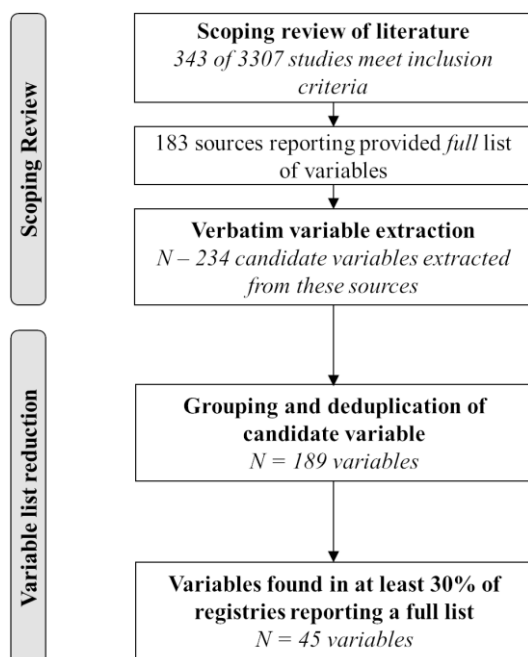 Scoping review of literature
343 of 3307 studies meet inclusion
criteria
183 sources reporting provided full list
of variables
Scoping Review
Verbatim variable extraction
N – 234 candidate variables extracted
from these sources
Grouping and deduplication of
candidate variable
N = 189 variables
Variable list reduction
Variables found in at least 30% of
registries reporting a full list
N = 45 variables